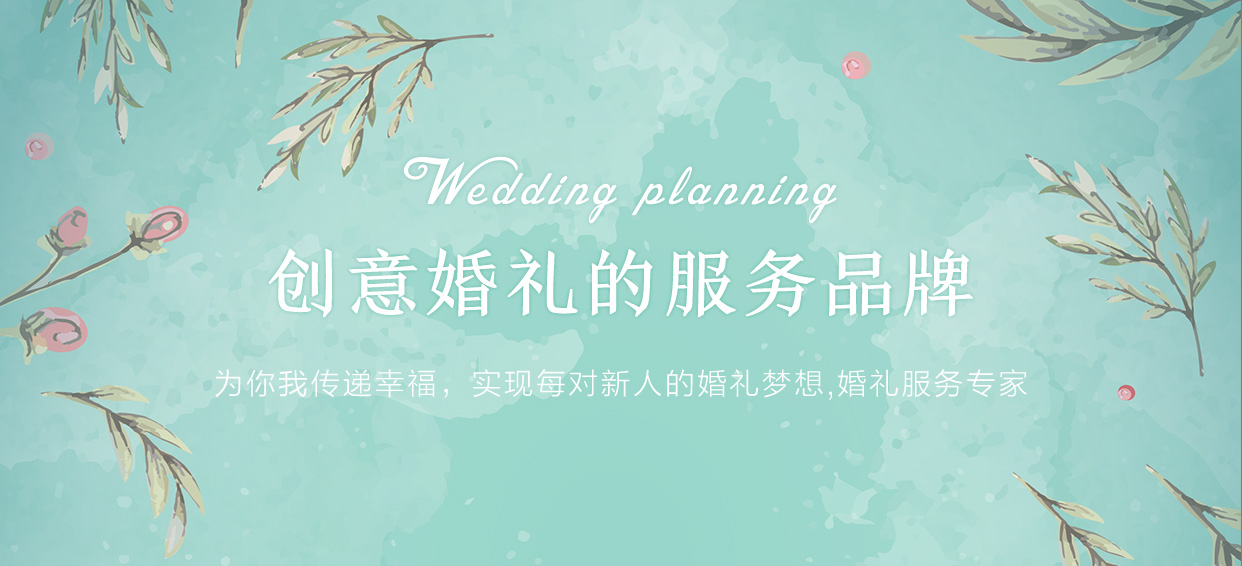 Wedding planning
创意婚礼的服务品牌
为你我传递幸福，实现每对新人的婚礼梦想,婚礼服务专家